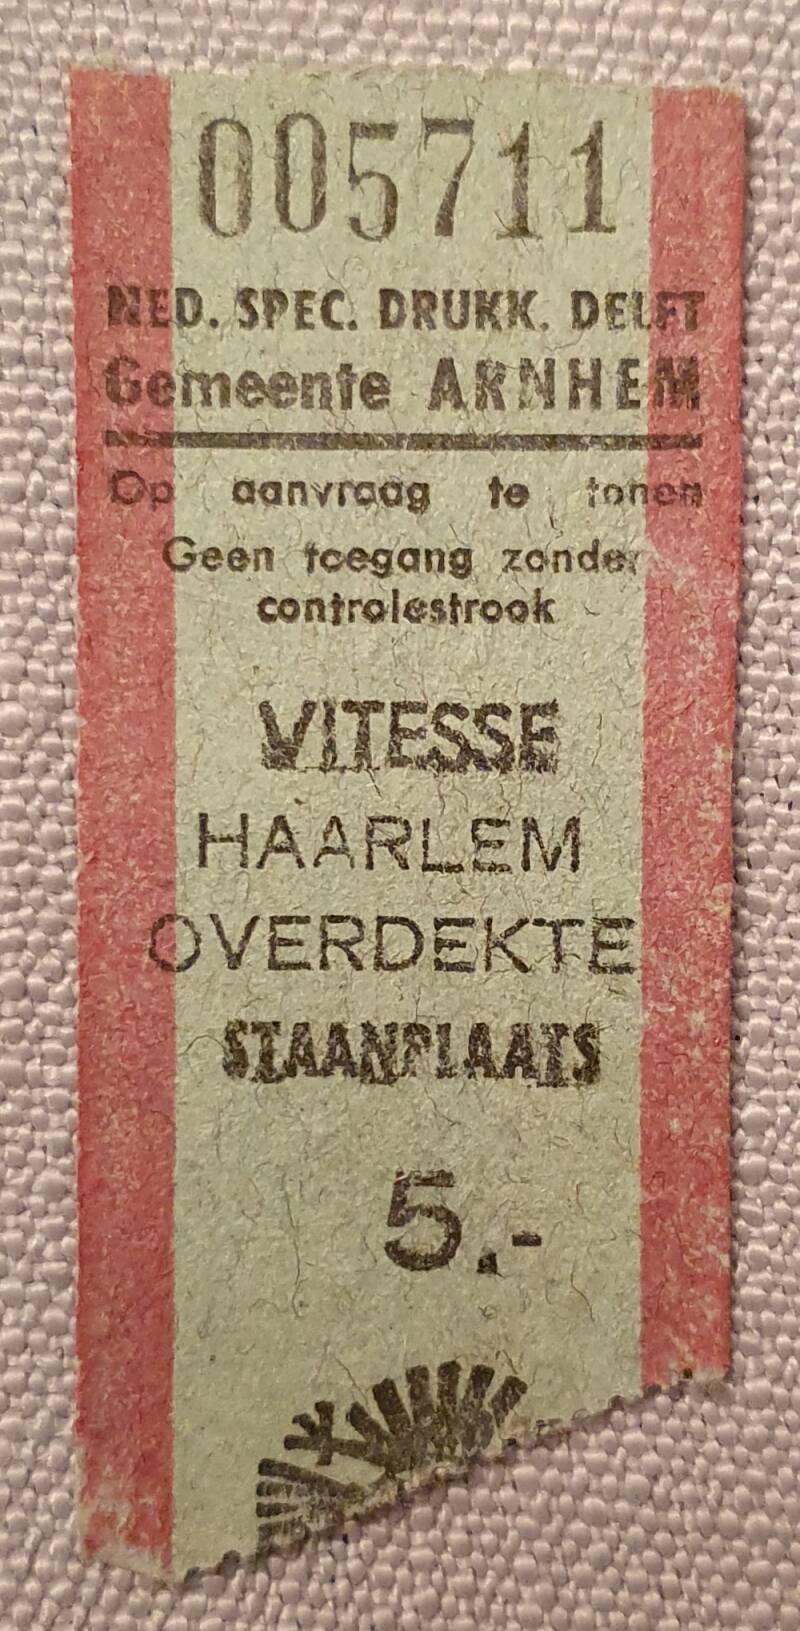 005711
NED. SPEC. DRUKK. DELFT
Gemeente ARNHEM
Op aanvraag te tonen
Geen toegang zonder
controlestrook
VITESSE
HAARLEM
OVERDEKTE
STAANPLAATS
5.-